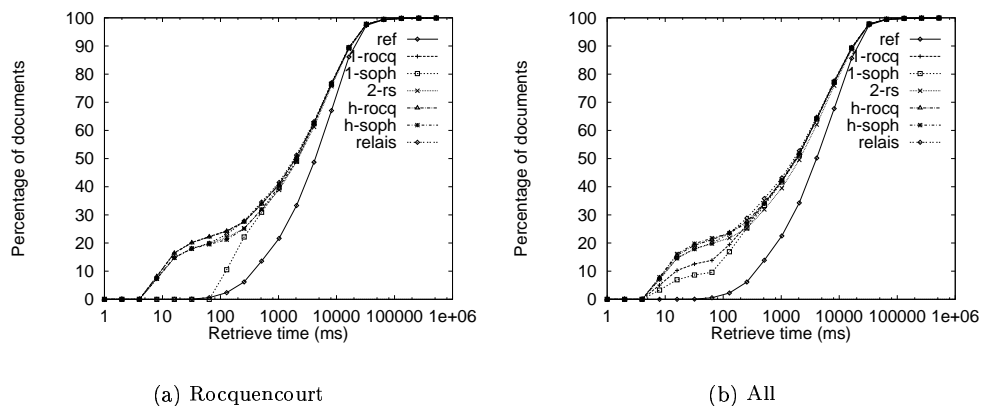 100
90
80
70
60
50
40
30
20
10
0
Percentage of documents
ref
1-rocq
1-soph
2-rs
h-rocq
h-soph
relais
1 10 100 1000 10000 100000 1e+06
Retrieve time (ms)
(a) Rocquencourt
100
90
80
70
60
50
40
30
20
10
0
Percentage of documents
ref
1-rocq
1-soph
2-rs
h-rocq
h-soph
relais
1 10 100 1000 10000 100000 1e+06
Retrieve time (ms)
(b) All